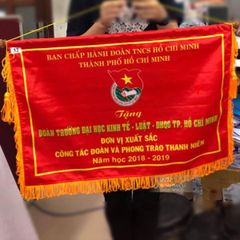 BAN CHẤP HÀNH ĐOÀN TNCS HỒ CHÍ MINH
THÀNH PHỐ HỒ CHÍ MINH
Tặng
ĐOÀN TRƯỜNG ĐẠI HỌC KINH TẾ - LUẬT - ĐHQG TP. HỒ CHÍ MINH
ĐƠN VỊ XUẤT SẮC
CÔNG TÁC ĐOÀN VÀ PHONG TRÀO THANH NIÊN
Năm học 2018 - 2019